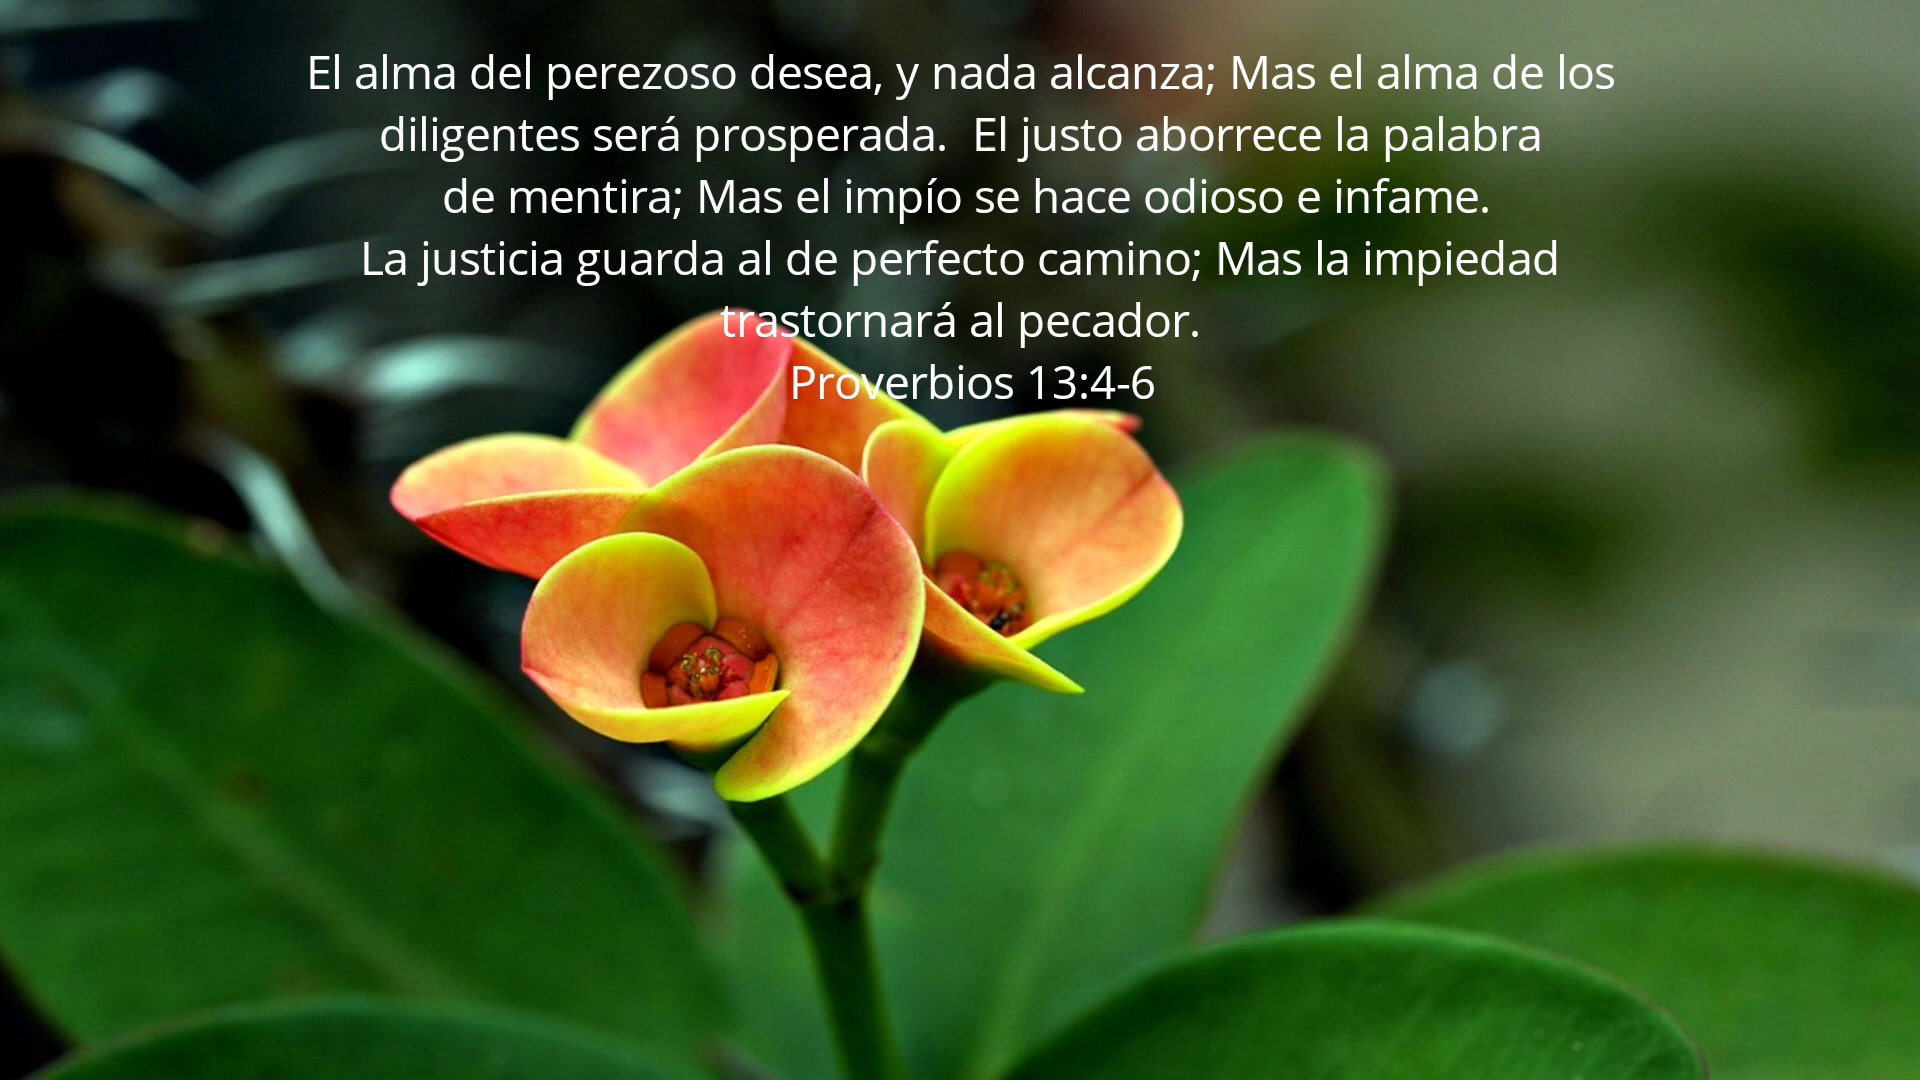 El alma del perezoso desea, y nada alcanza; Mas el alma de los
diligentes será prosperada.  El justo aborrece la palabra
de mentira; Mas el impío se hace odioso e infame.
La justicia guarda al de perfecto camino; Mas la impiedad
trastornará al pecador.
Proverbios 13:4-6